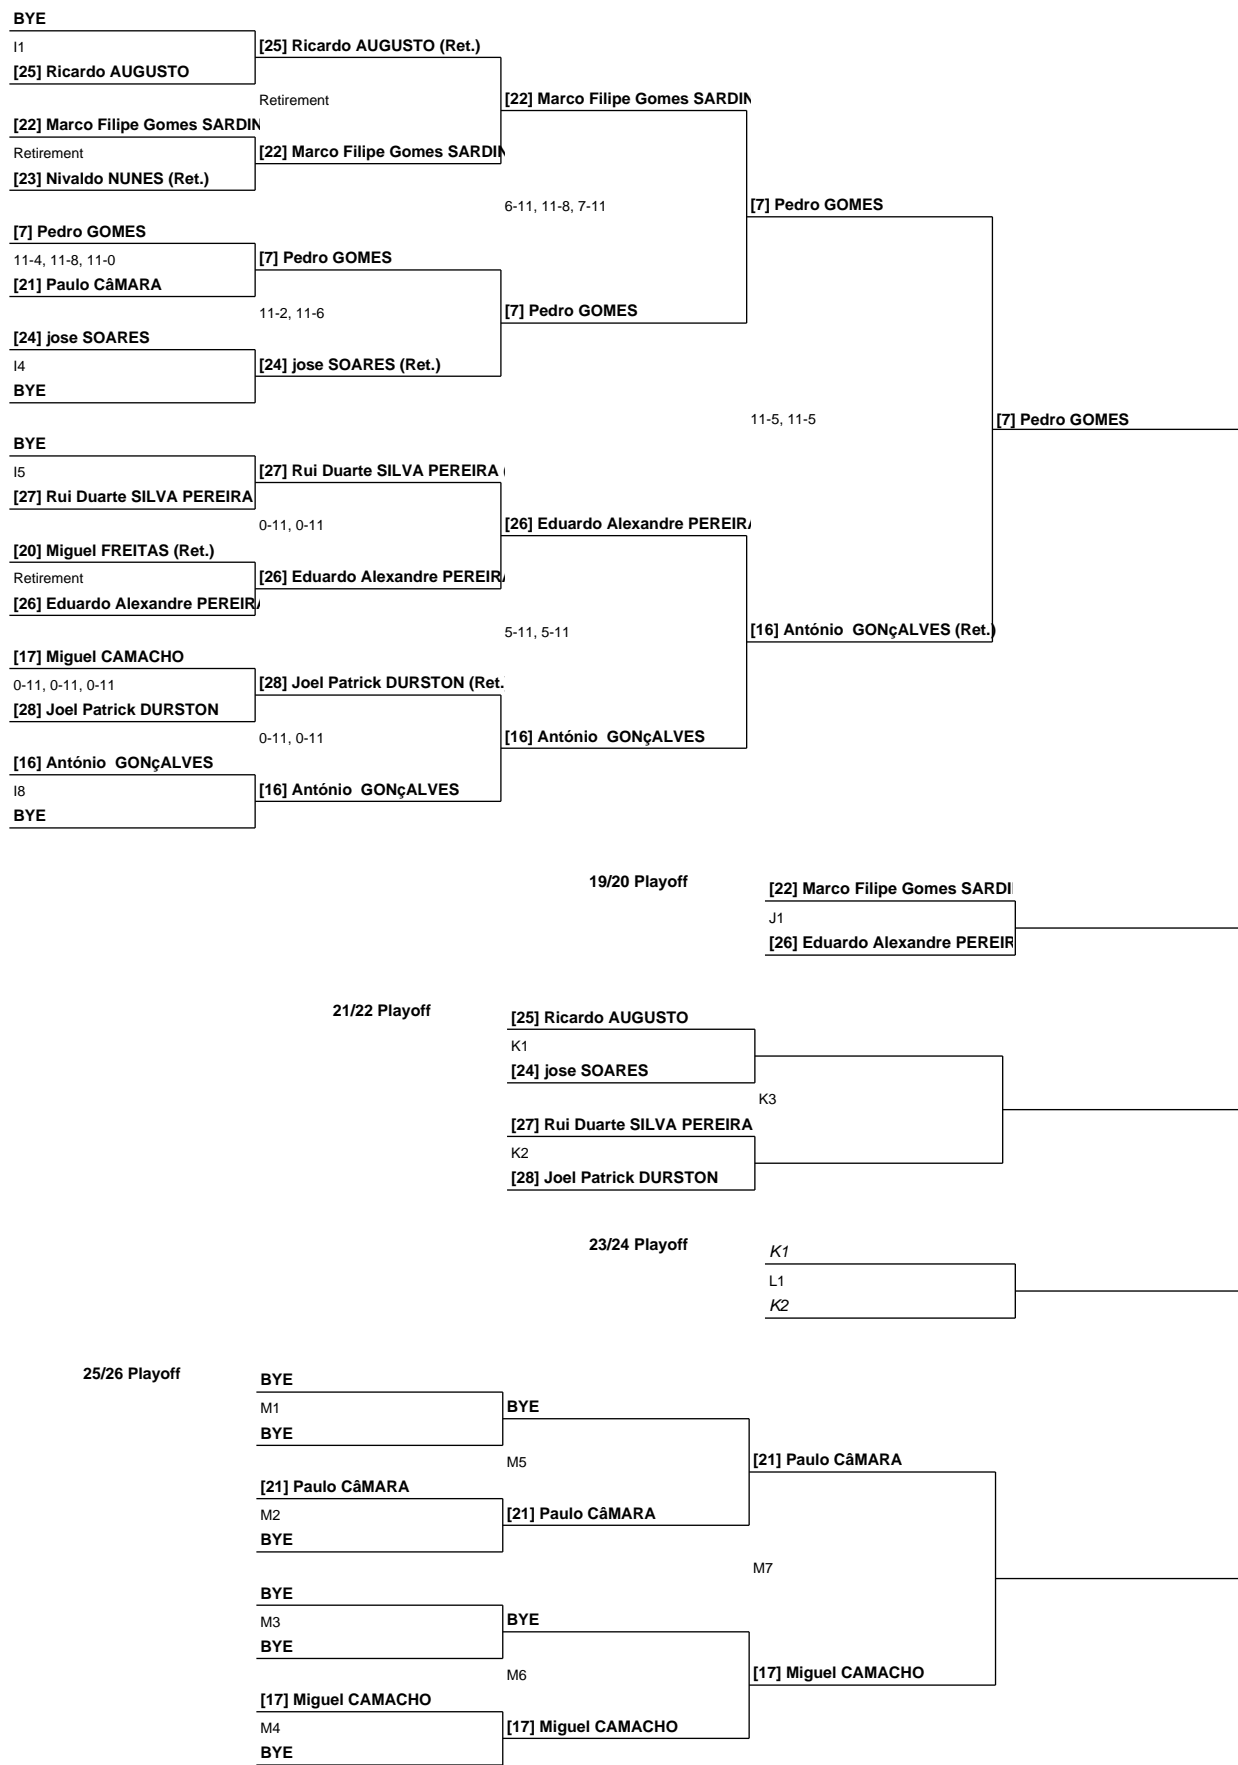 BYE
I1
[25] Ricardo AUGUSTO (Ret.)
[25] Ricardo AUGUSTO
Retirement
[22] Marco Filipe Gomes SARDIN
[22] Marco Filipe Gomes SARDIN
Retirement
[22] Marco Filipe Gomes SARDIN
[23] Nivaldo NUNES (Ret.)
6-11, 11-8, 7-11
[7] Pedro GOMES
[7] Pedro GOMES
11-4, 11-8, 11-0
[7] Pedro GOMES
[21] Paulo CâMARA
11-2, 11-6
[7] Pedro GOMES
[24] jose SOARES
I4
[24] jose SOARES (Ret.)
BYE
11-5, 11-5
[7] Pedro GOMES
BYE
I5
[27] Rui Duarte SILVA PEREIRA (
[27] Rui Duarte SILVA PEREIRA
0-11, 0-11
[26] Eduardo Alexandre PEREIRA
[20] Miguel FREITAS (Ret.)
Retirement
[26] Eduardo Alexandre PEREIRA
[26] Eduardo Alexandre PEREIRA
5-11, 5-11
[16] António  GONçALVES (Ret.)
[17] Miguel CAMACHO
0-11, 0-11, 0-11
[28] Joel Patrick DURSTON (Ret.
[28] Joel Patrick DURSTON
0-11, 0-11
[16] António  GONçALVES
[16] António  GONçALVES
I8
[16] António  GONçALVES
BYE
19/20 Playoff
[22] Marco Filipe Gomes SARDI
J1
[26] Eduardo Alexandre PEREIR
21/22 Playoff
[25] Ricardo AUGUSTO
K1
[24] jose SOARES
K3
[27] Rui Duarte SILVA PEREIRA
K2
[28] Joel Patrick DURSTON
23/24 Playoff
K1
L1
K2
25/26 Playoff
BYE
M1
BYE
BYE
M5
[21] Paulo CâMARA
[21] Paulo CâMARA
M2
[21] Paulo CâMARA
BYE
M7
BYE
M3
BYE
BYE
M6
[17] Miguel CAMACHO
[17] Miguel CAMACHO
M4
[17] Miguel CAMACHO
BYE